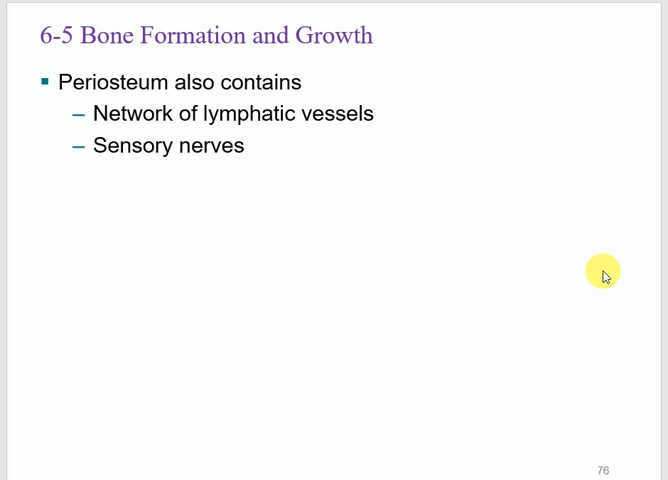 6-5 Bone Formation and Growth
▪ Periosteum also contains
– Network of lymphatic vessels
– Sensory nerves
76